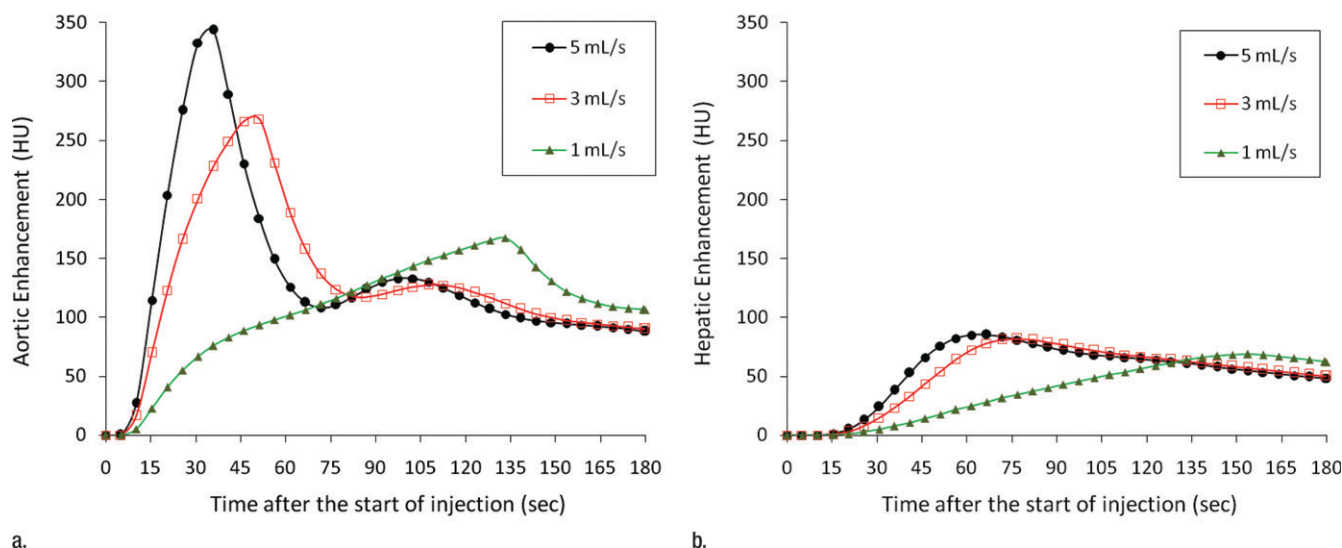 350
300
250
200
150
100
50
0
Aortic Enhancement (HU)
5 mL/s
3 mL/s
1 mL/s
0 15 30 45 60 75 90 105 120 135 150 165 180
Time after the start of injection (sec)
a.
350
300
250
200
150
100
50
0
Hepatic Enhancement (HU)
5 mL/s
3 mL/s
1 mL/s
0 15 30 45 60 75 90 105 120 135 150 165 180
Time after the start of injection (sec)
b.